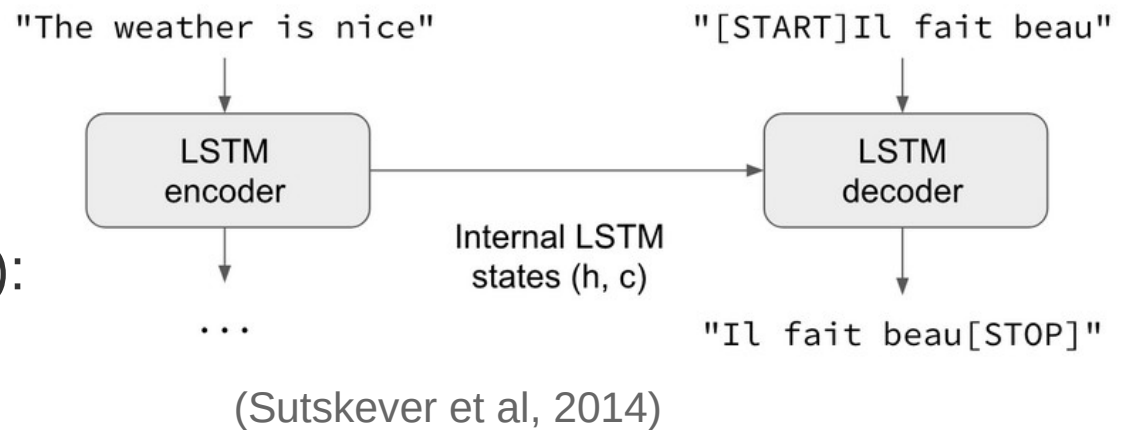 "The weather is nice"
"[START]Il fait beau"
LSTM
encoder
LSTM
decoder
Internal LSTM
states (h, c)
):
...
"Il fait beau[STOP]"
(Sutskever et al, 2014)